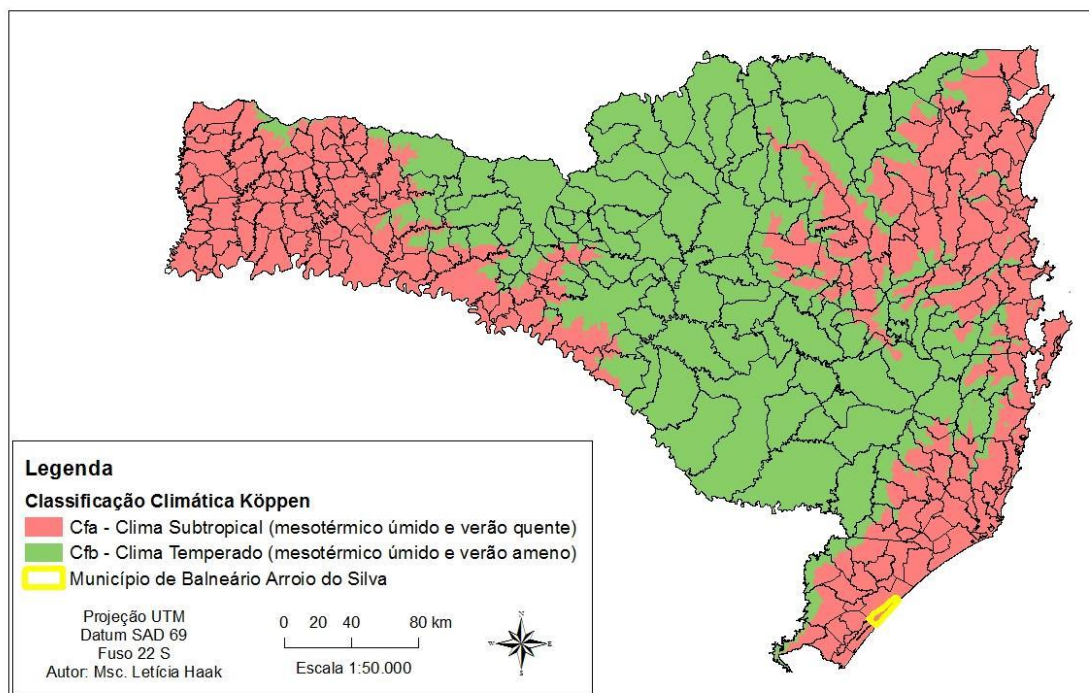 Legenda
Classificação Climática Köppen
Cfa - Clima Subtropical (mesotérmico úmido e verão quente)
Cfb - Clima Temperado (mesotérmico úmido e verão ameno)
Município de Balneário Arroio do Silva
Projeção UTM
Datum SAD 69
Fuso 22 S
Autor: Msc. Letícia Haak
0 20 40 80 km
Escala 1:50.000
N
E
S